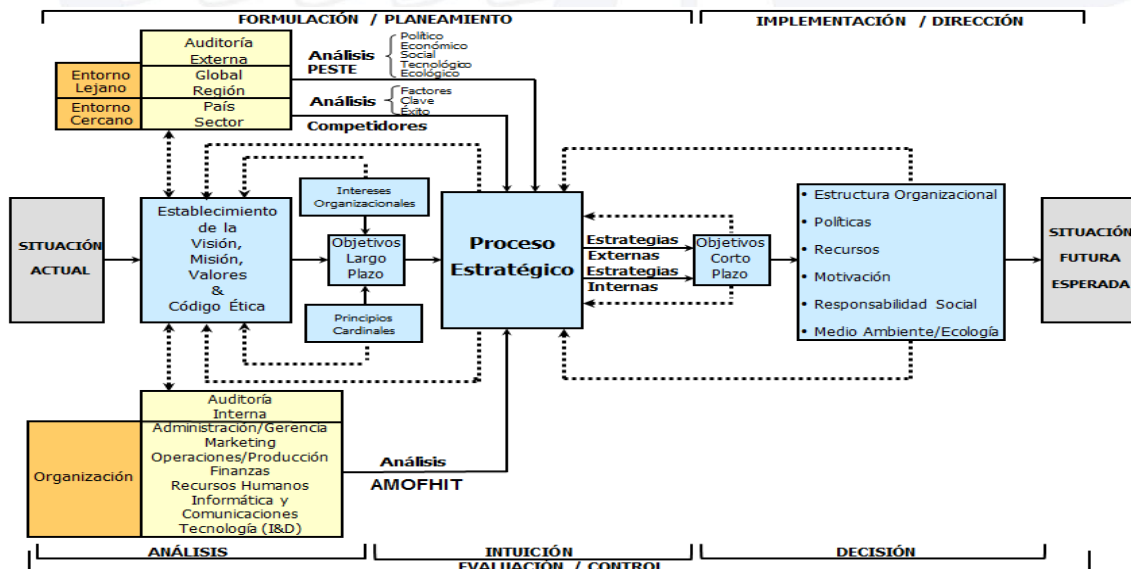 FORMULACIÓN / PLANEAMIENTO
IMPLEMENTACIÓN / DIRECCIÓN
Auditoría
Externa
Entorno
Lejano
Global
Región
Entorno
Cercano
País
Sector
Análisis
PESTE
Político
Económico
Social
Tecnológico
Ecológico
Análisis
Competidores
Factores
Clave
Éxito
SITUACIÓN
ACTUAL
Establecimiento
de la
Visión,
Misión,
Valores
&
Código Ética
Intereses
Organizacionales
Objetivos
Largo
Plazo
Principios
Cardinales
Proceso
Estratégico
Estrategias
Externas
Estrategias
Internas
Objetivos
Corto
Plazo
• Estructura Organizacional
• Políticas
• Recursos
• Motivación
• Responsabilidad Social
• Medio Ambiente/Ecología
SITUACIÓN
FUTURA
ESPERADA
Organización
Auditoría
Interna
Administración/Gerencia
Marketing
Operaciones/Producción
Finanzas
Recursos Humanos
Informática y
Comunicaciones
Tecnología (I&D)
Análisis
AMOFHIT
ANÁLISIS
INTUICIÓN
DECISIÓN
EVALUACIÓN / CONTROL